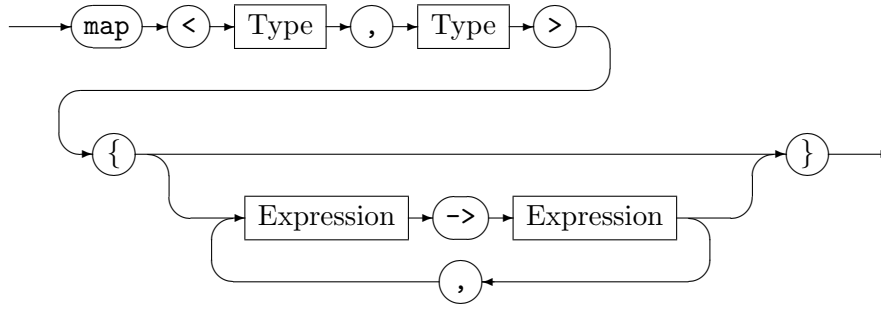 map < Type , Type >
{ }
Expression -> Expression
,